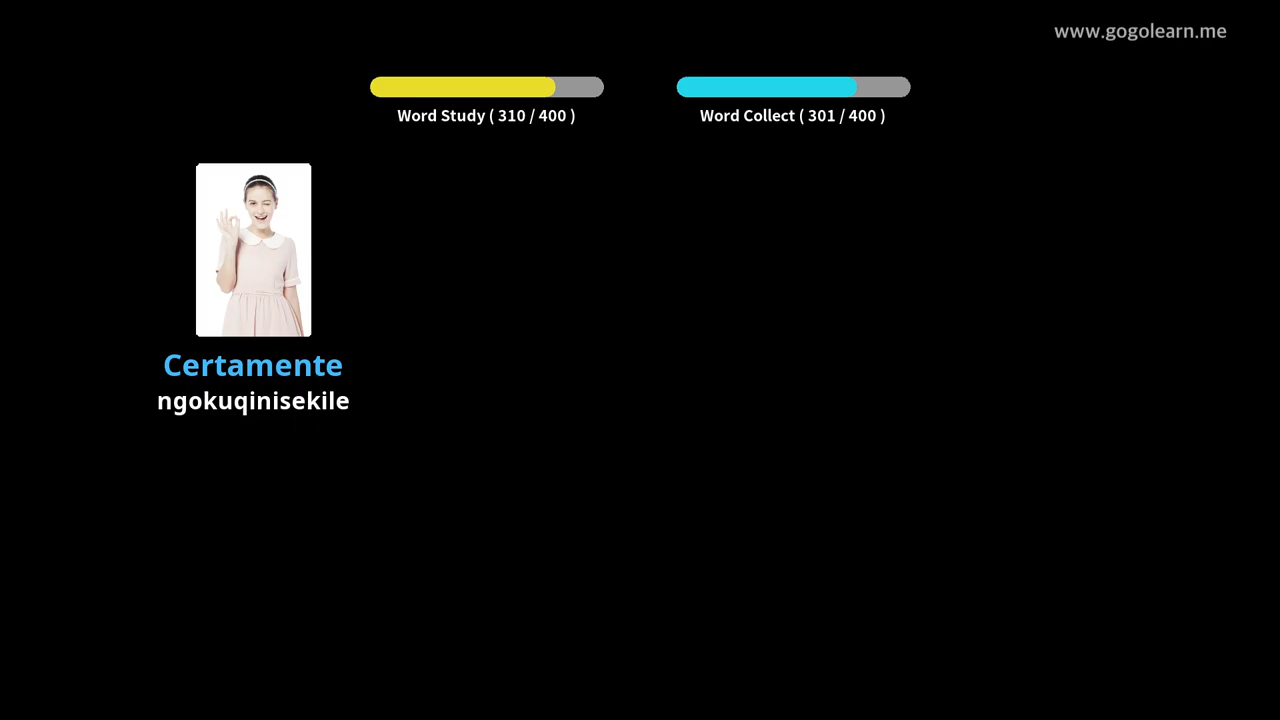 www.gogolearn.me
Word Study ( 310 / 400 )
Word Collect ( 301 / 400 )
Certamente
ngokuqinisekile